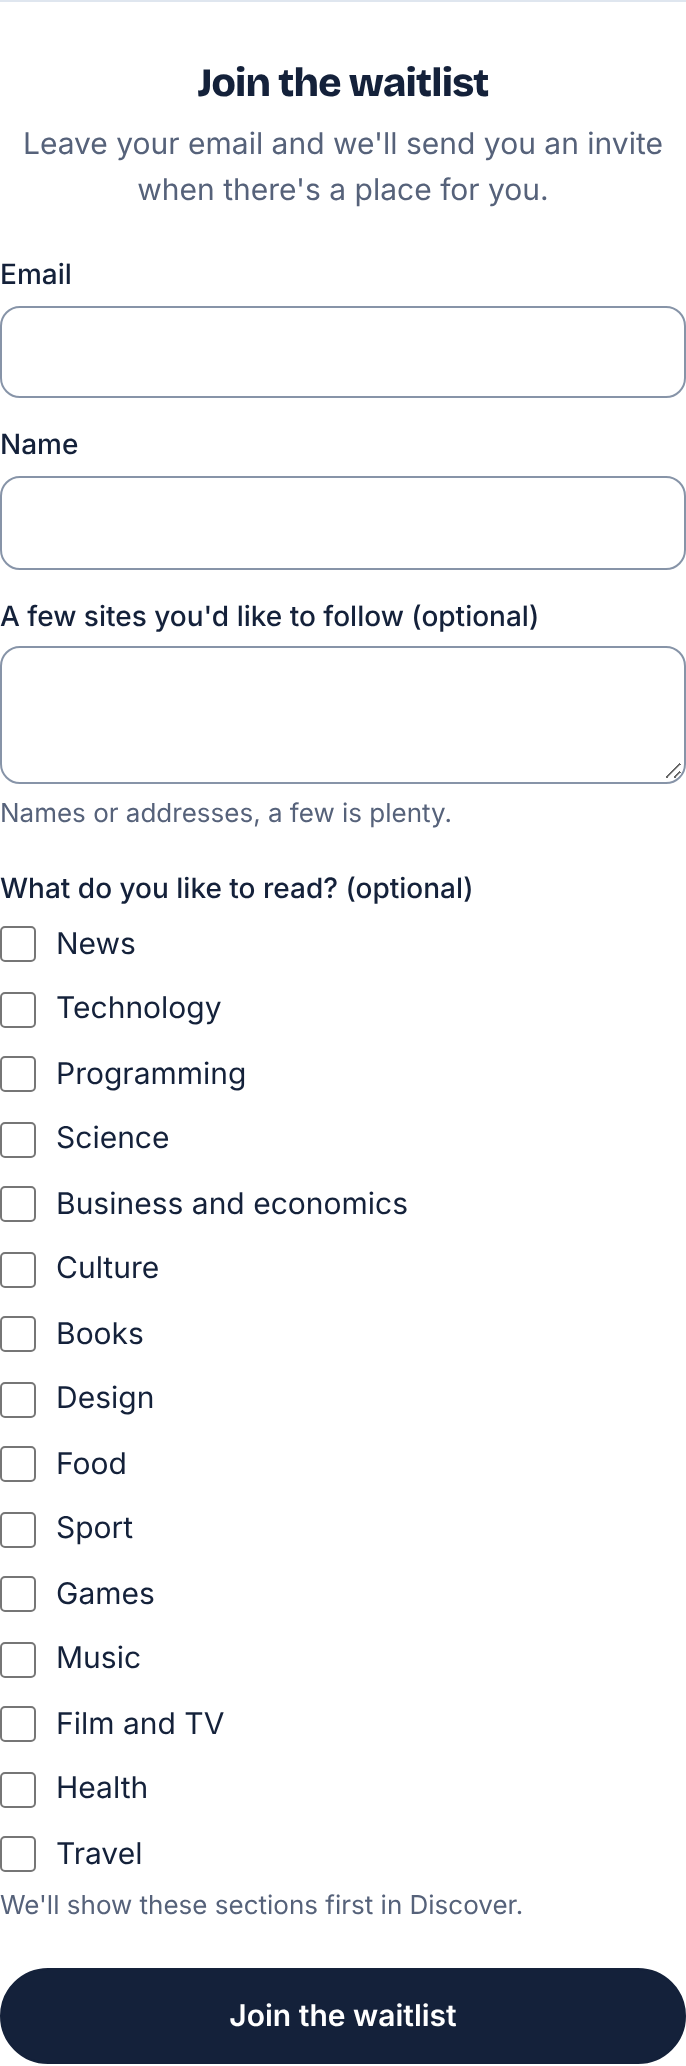 Join the waitlist
Leave your email and we'll send you an invite
when there's a place for you.
Email
Name
A few sites you'd like to follow (optional)
Names or addresses, a few is plenty.
What do you like to read? (optional)
News
Technology
Programming
Science
Business and economics
Culture
Books
Design
Food
Sport
Games
Music
Film and TV
Health
Travel
We'll show these sections first in Discover.
Join the waitlist